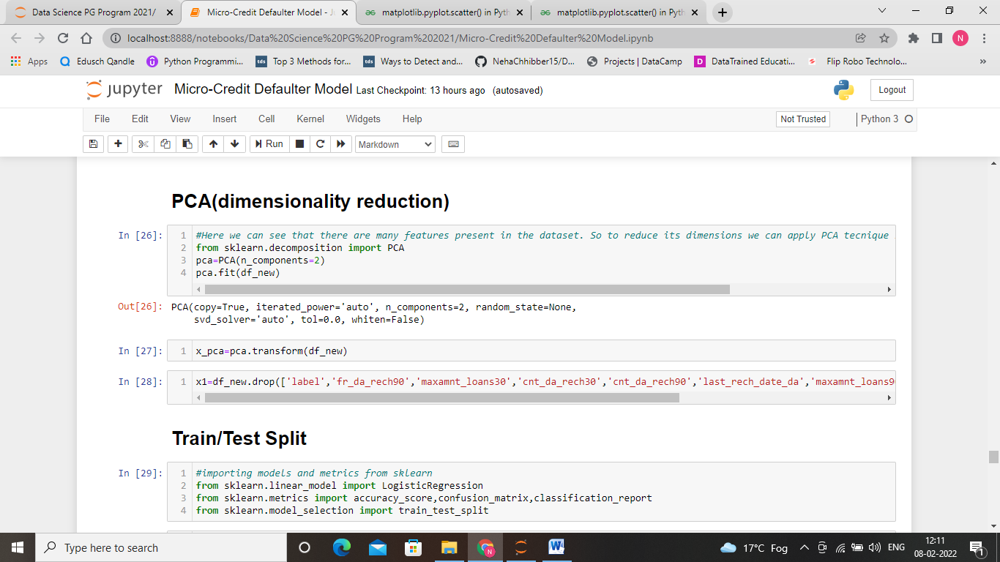 Data Science PG Program 2021/
Micro-Credit Defaulter Model - Ju
matplotlib.pyplot.scatter() in Pyth
matplotlib.pyplot.scatter() in Pyth
localhost:8888/notebooks/Data%20Science%20PG%20Program%202021/Micro-Credit%20Defaulter%20Model.ipynb
N
Apps
Edusch Qandle
Python Programmi...
tds
Top 3 Methods for...
tds
Ways to Detect and...
NehaChhibber15/D...
Projects | DataCamp
D
DataTrained Educati...
Flip Robo Technolo...
jupyter
Micro-Credit Defaulter Model Last Checkpoint: 13 hours ago (autosaved)
Logout
File Edit View Insert Cell Kernel Widgets Help
Not Trusted
Python 3
Run
Markdown
PCA(dimensionality reduction)
In [26]:
1 #Here we can see that there are many features present in the dataset. So to reduce its dimensions we can apply PCA tecnique
2 from sklearn.decomposition import PCA
3 pca=PCA(n_components=2)
4 pca.fit(df_new)
Out[26]: PCA(copy=True, iterated_power='auto', n_components=2, random_state=None,
svd_solver='auto', tol=0.0, whiten=False)
In [27]: 1 x_pca=pca.transform(df_new)
In [28]: 1 x1=df_new.drop(['label','fr_da_rech90','maxamnt_loans30','cnt_da_rech30','cnt_da_rech90','last_rech_date_da','maxamnt_loans9
Train/Test Split
In [29]:
1 #importing models and metrics from sklearn
2 from sklearn.linear_model import LogisticRegression
3 from sklearn.metrics import accuracy_score,confusion_matrix,classification_report
4 from sklearn.model_selection import train_test_split
Type here to search
N
W
17°C Fog
ENG
12:11
08-02-2022
1